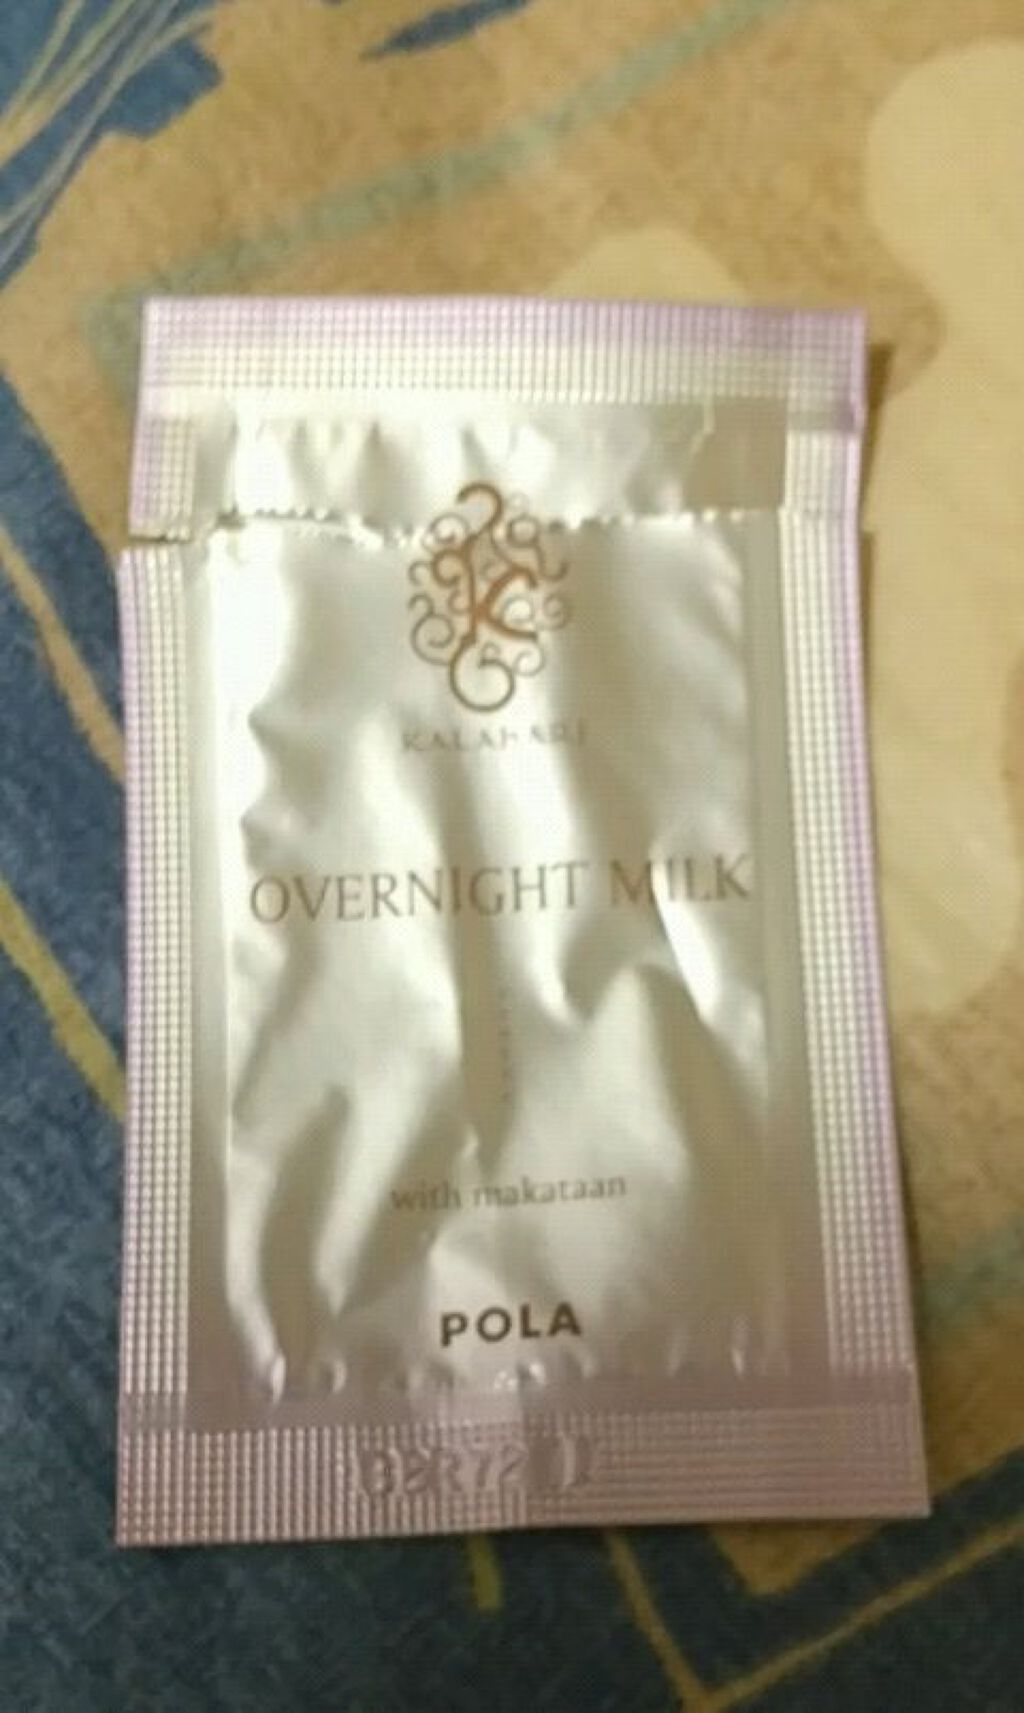 K
KALAHARI
OVERNIGHT MILK
with makataan
POLA